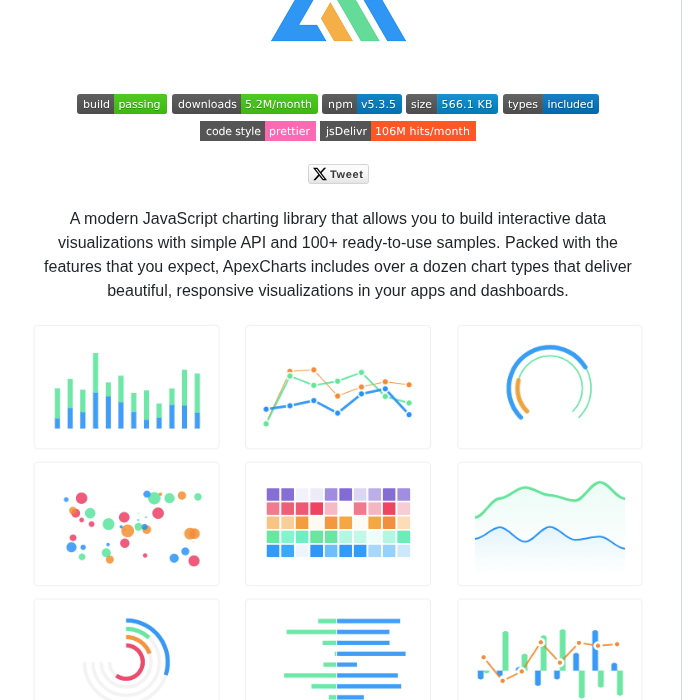 build passing downloads 5.2M/month npm v5.3.5 size 566.1 KB types included
code style prettier jsDelivr 106M hits/month
Tweet
A modern JavaScript charting library that allows you to build interactive data
visualizations with simple API and 100+ ready-to-use samples. Packed with the
features that you expect, ApexCharts includes over a dozen chart types that deliver
beautiful, responsive visualizations in your apps and dashboards.